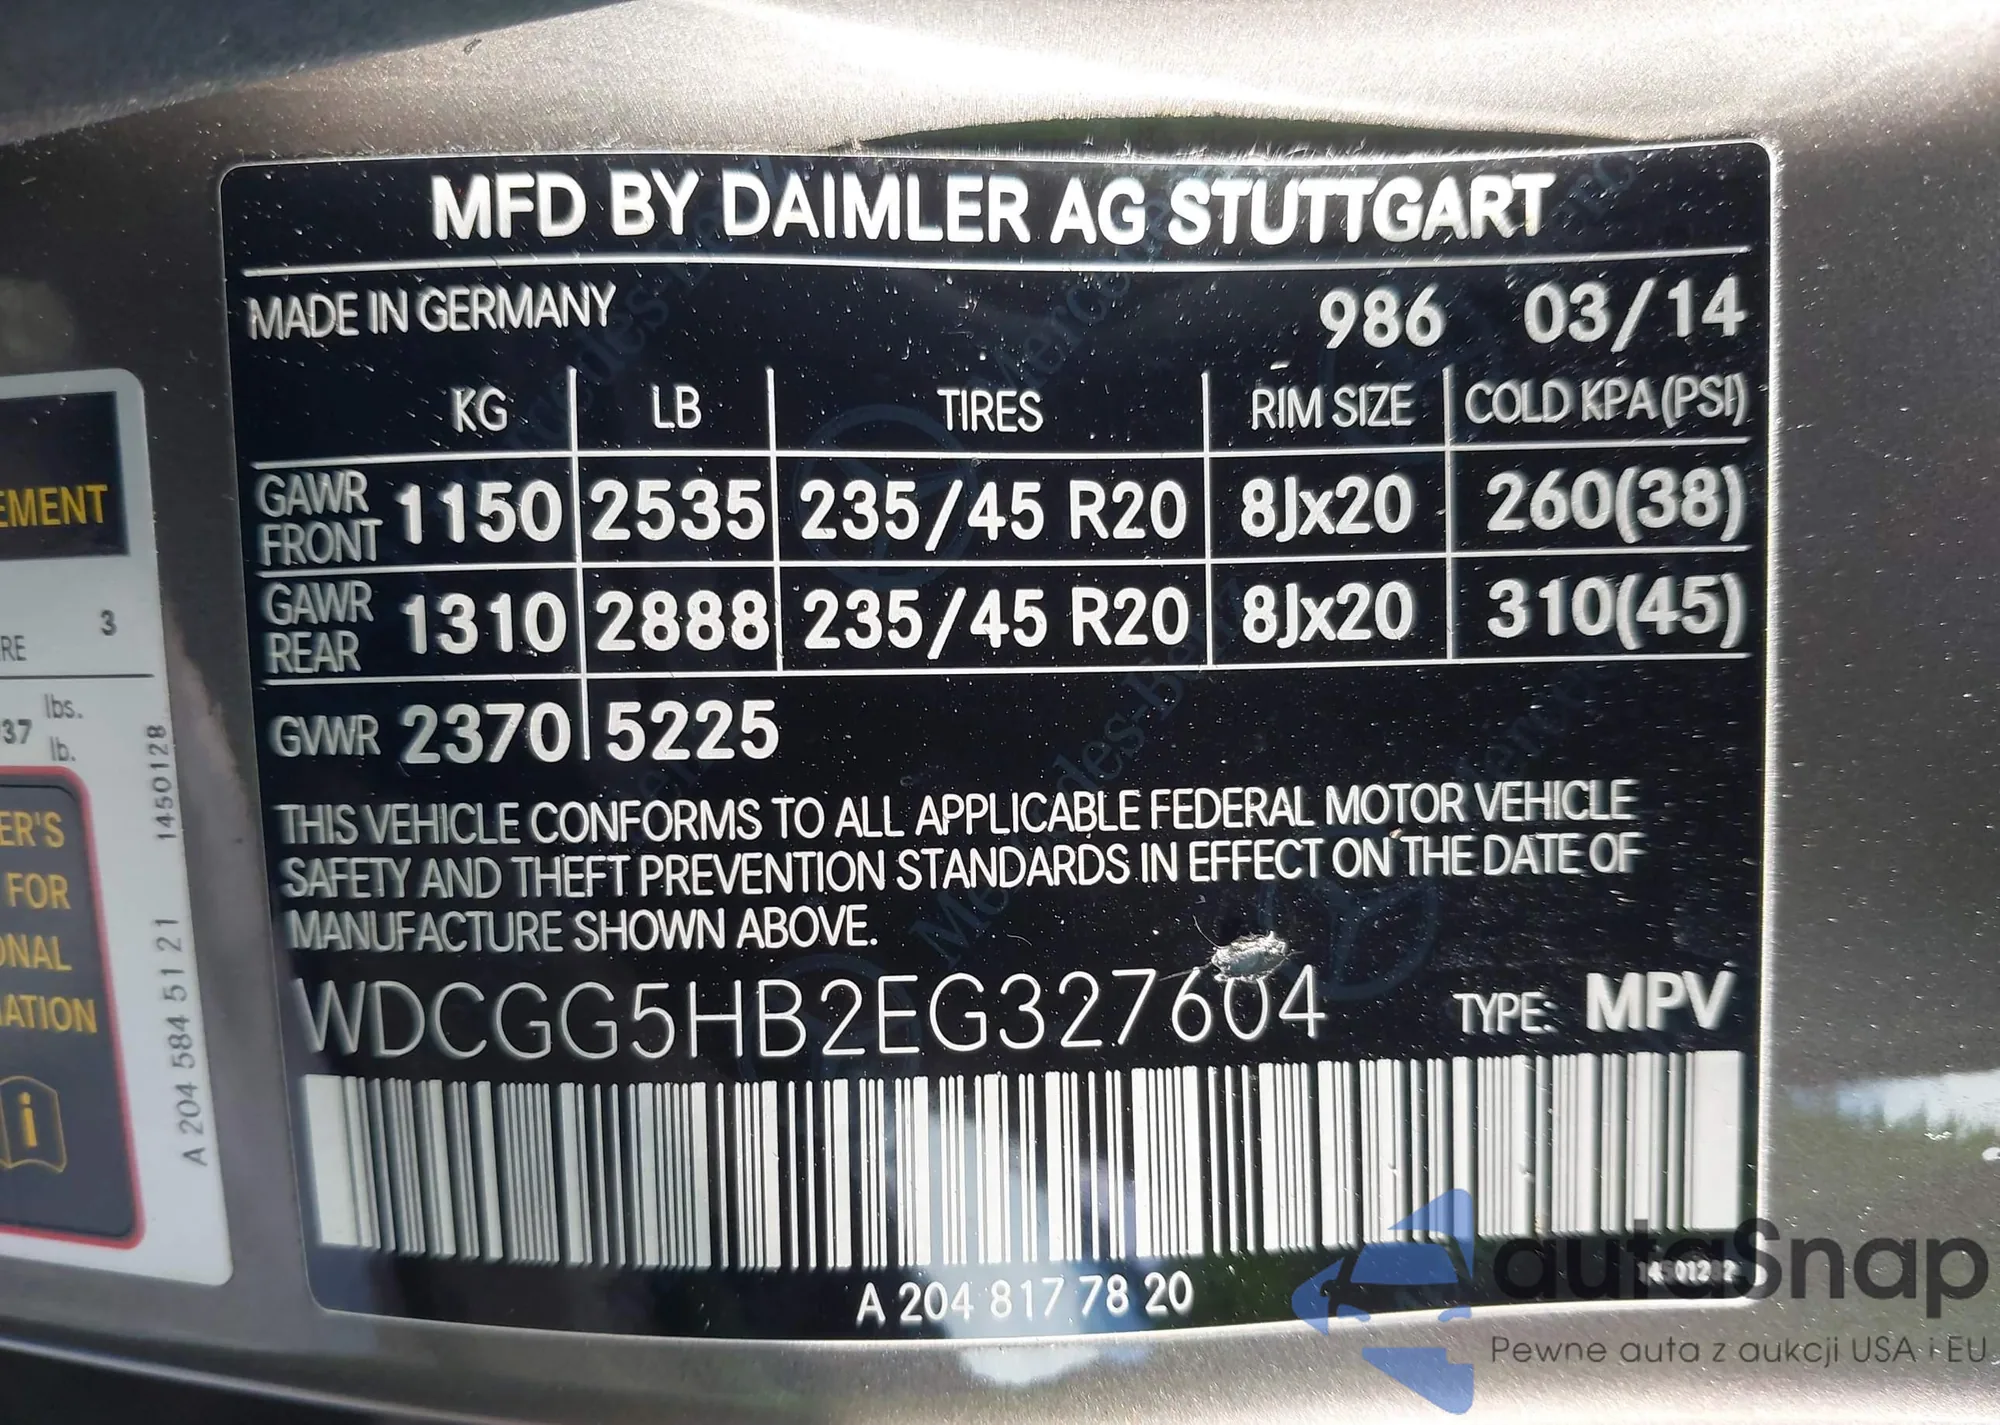 MFD BY DAIMLER AG STUTTGART
MADE IN GERMANY 986 03/14
KG LB TIRES RIM SIZE COLD KPA (PSI)
GAWR FRONT 1150 2535 235/45 R20 8Jx20 260(38)
GAWR REAR 1310 2888 235/45 R20 8Jx20 310(45)
GVWR 2370 5225
THIS VEHICLE CONFORMS TO ALL APPLICABLE FEDERAL MOTOR VEHICLE
SAFETY AND THEFT PREVENTION STANDARDS IN EFFECT ON THE DATE OF
MANUFACTURE SHOWN ABOVE.
WDCGG5HB2EG327604 TYPE: MPV
A 204 817 78 20
EMENT
3
RE
37 lbs.
lb.
ER'S
FOR
ONAL
ATION
i
A 204 584 51 21 1450128
autaSnap
Pewne auta z aukcji USA i EU